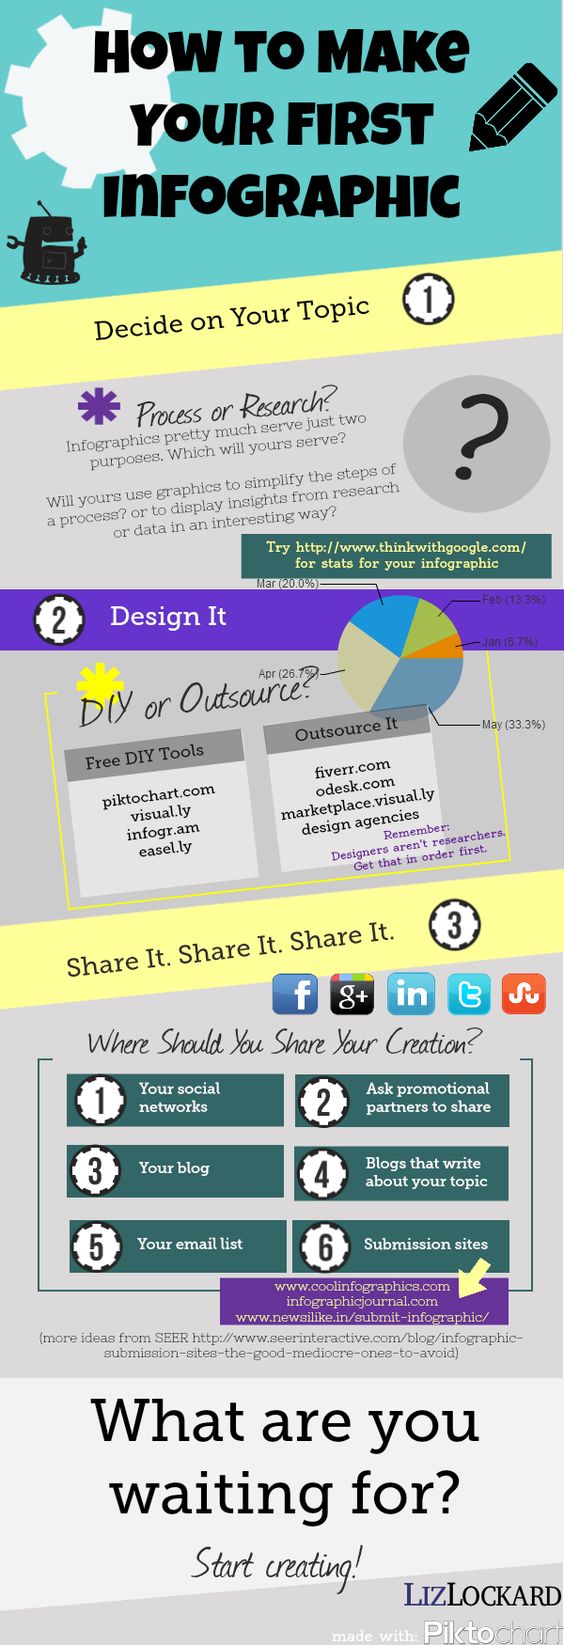 HOW TO MAKE
YOUR FIRST
INFOGRAPHIC
Decide on Your Topic
1
Process or Research?
Infographics pretty much serve just two
purposes. Which will yours serve?
Will yours use graphics to simplify the steps of
a process? or to display insights from research
or data in an interesting way?
?
Try http://www.thinkwithgoogle.com/
for stats for your infographic
2
Design It
Mar (20.0%)
Feb (13.3%)
Jan (6.7%)
Apr (26.7%)
May (33.3%)
DIY or Outsource?
Free DIY Tools
piktochart.com
visual.ly
infogr.am
easel.ly
Outsource It
fiverr.com
odesk.com
marketplace.visual.ly
design agencies
Remember:
Designers aren't researchers.
Get that in order first.
Share It. Share It. Share It.
3
f
g+
in
t
Where Should You Share Your Creation?
1
Your social
networks
2
Ask promotional
partners to share
3
Your blog
4
Blogs that write
about your topic
5
Your email list
6
Submission sites
www.coolinfographics.com
infographicjournal.com
www.newsilike.in/submit-infographic/
(more ideas from SEER http://www.seerinteractive.com/blog/infographic-
submission-sites-the-good-mediocre-ones-to-avoid)
What are you
waiting for?
Start creating!
LIZLOCKARD
made with: Piktochart